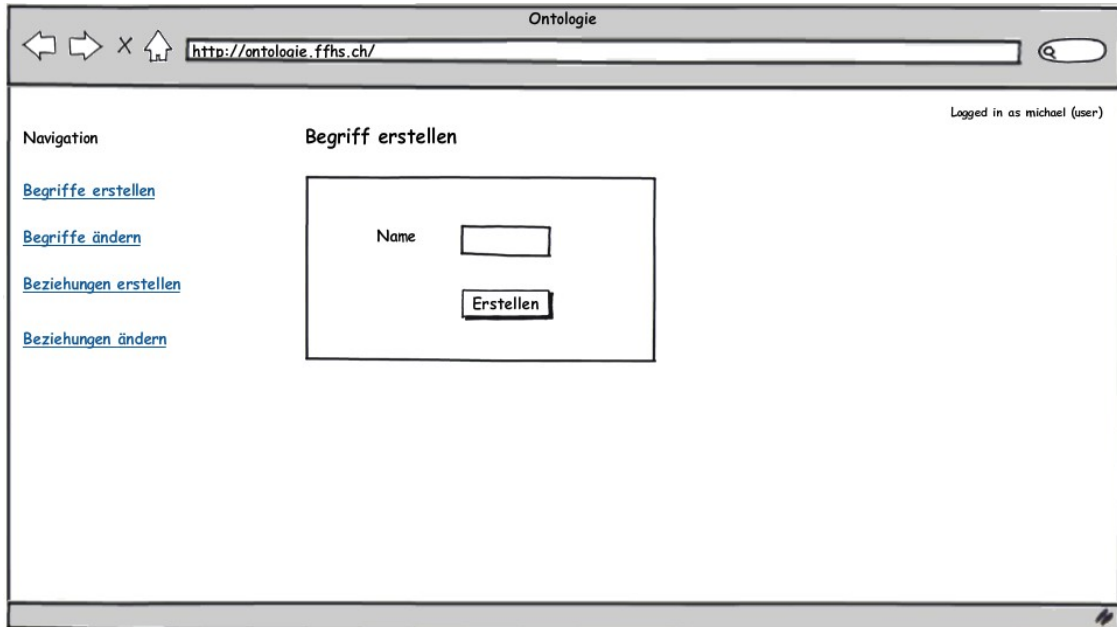 Ontologie
http://ontologie.ffhs.ch/
Logged in as michael (user)
Navigation
Begriff erstellen
Begriffe erstellen
Begriffe ändern
Name
Beziehungen erstellen
Erstellen
Beziehungen ändern